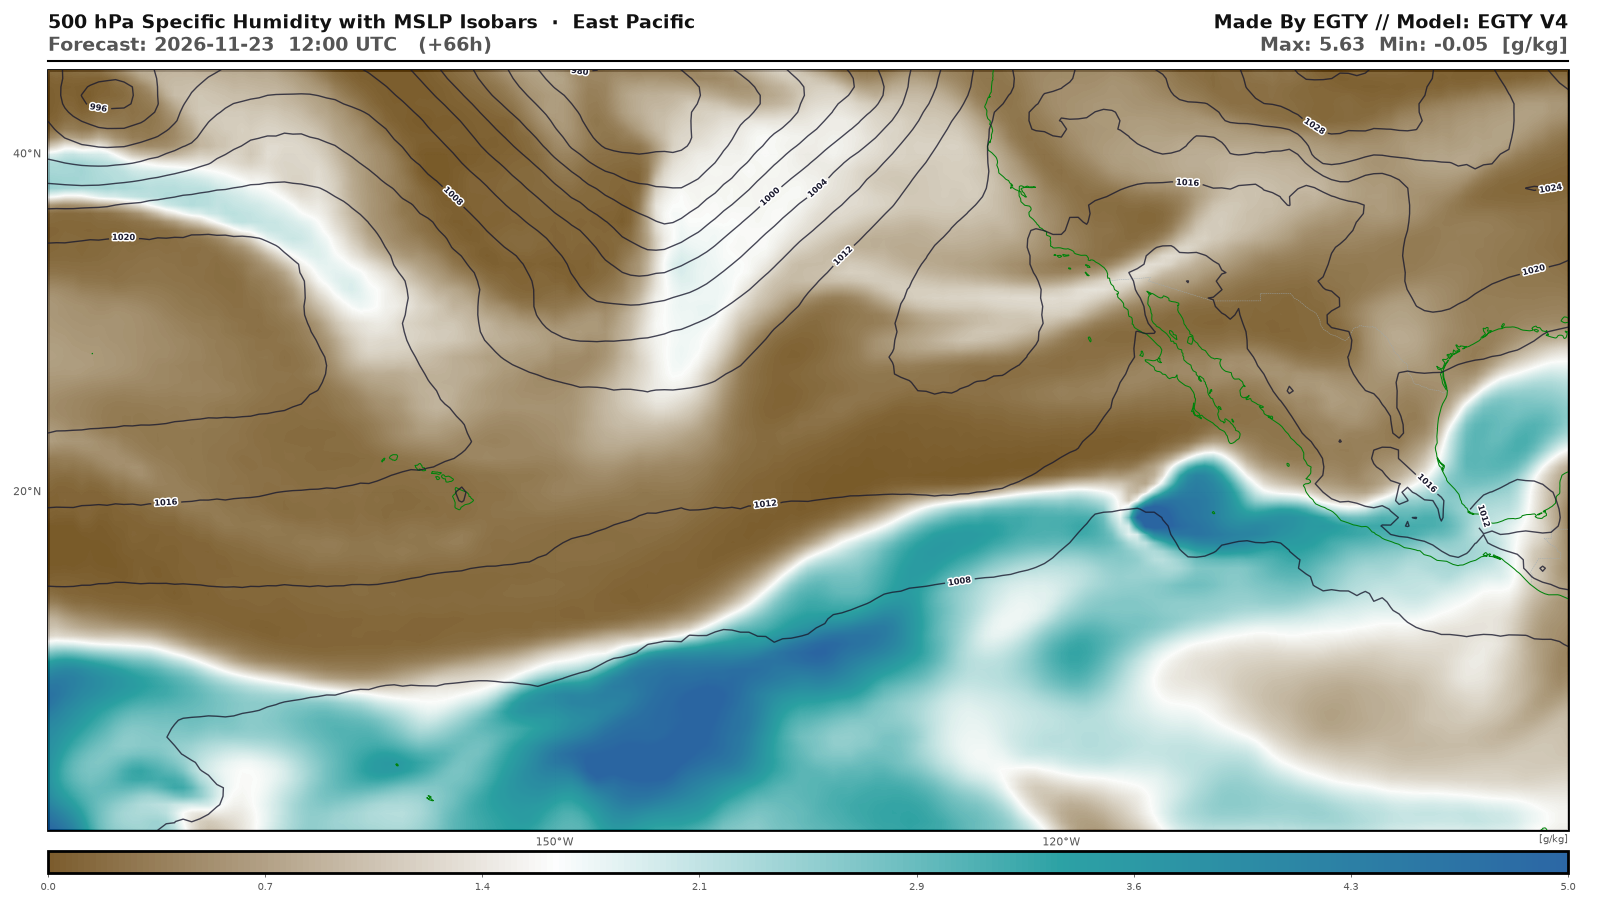 500 hPa Specific Humidity with MSLP Isobars · East Pacific
Made By EGTY // Model: EGTY V4
Forecast: 2026-11-23 12:00 UTC (+66h)
Max: 5.63 Min: -0.05 [g/kg]
980
996
1028
40°N
1016
1024
1008
1000
1004
1020
1012
1020
20°N
1016
1016
1012
1012
1008
150°W
120°W
[g/kg]
0.0
0.7
1.4
2.1
2.9
3.6
4.3
5.0